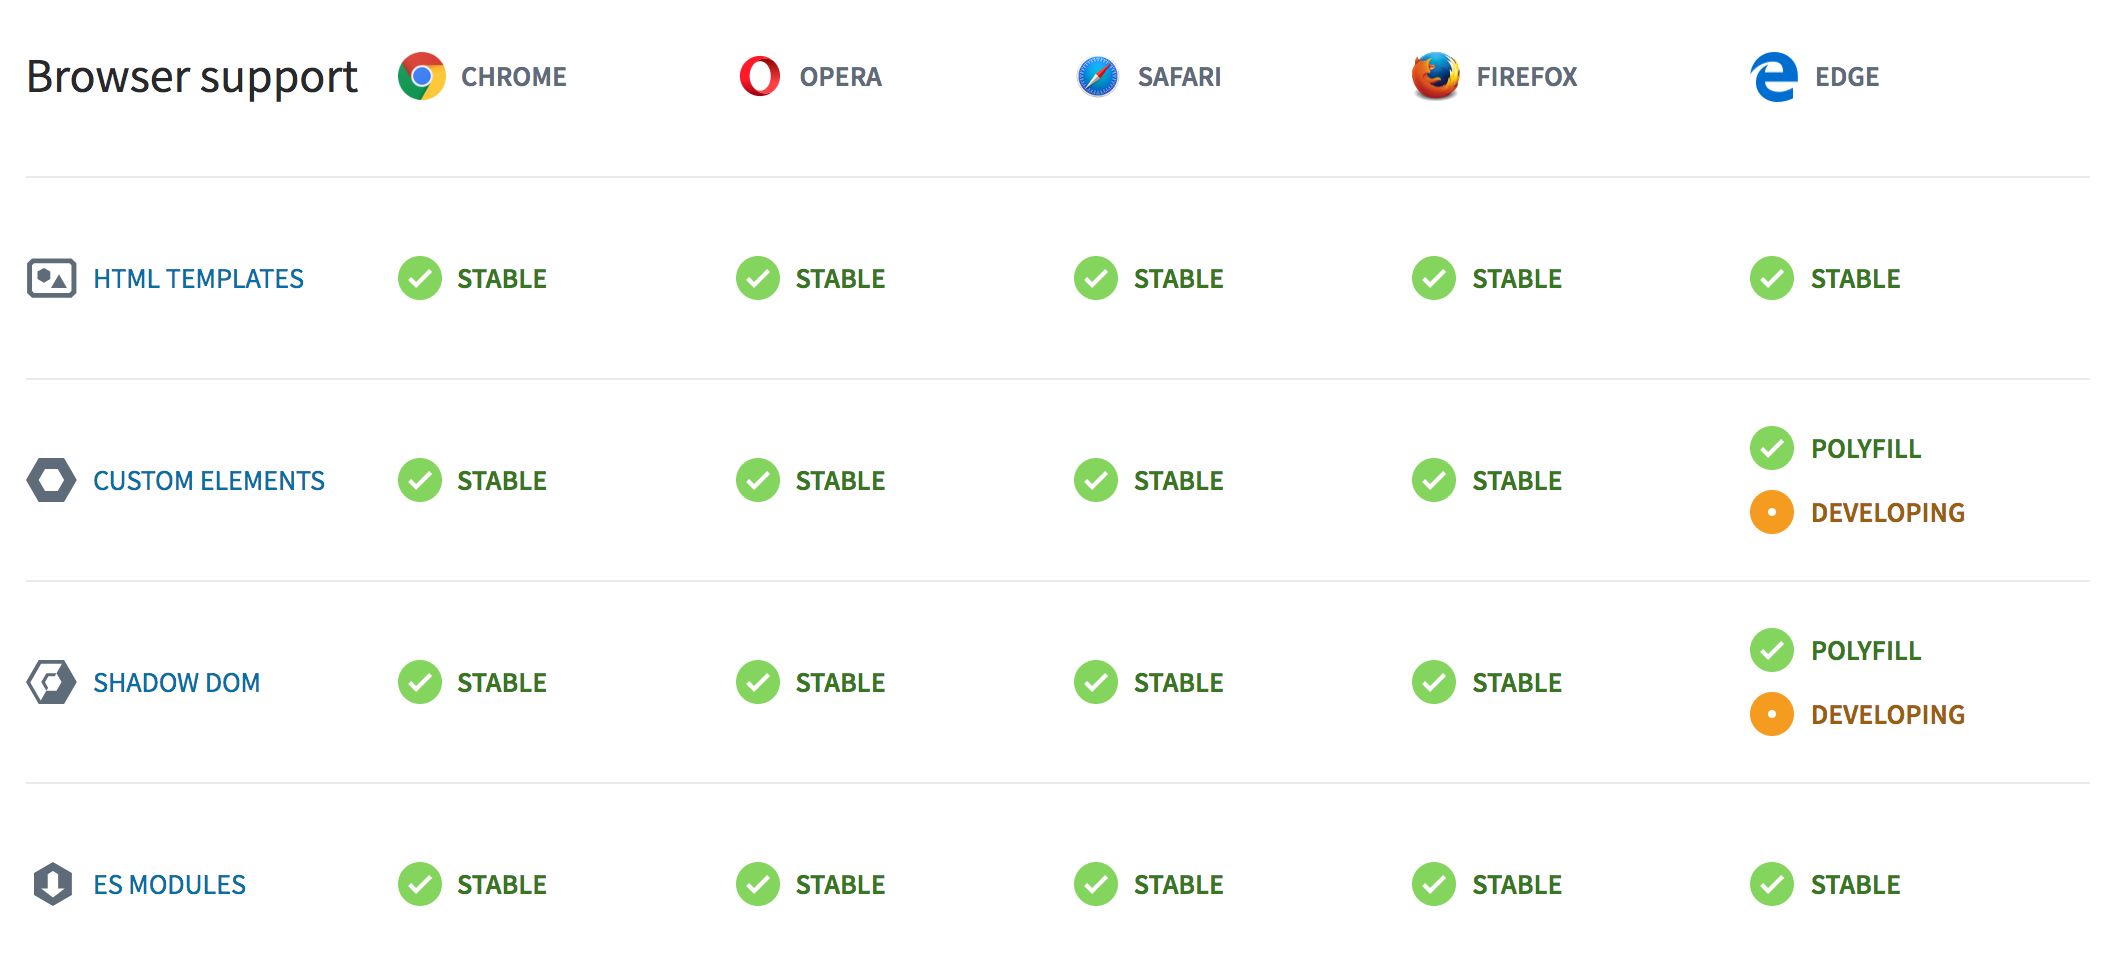 Browser support CHROME OPERA SAFARI FIREFOX EDGE
HTML TEMPLATES STABLE STABLE STABLE STABLE STABLE
CUSTOM ELEMENTS STABLE STABLE STABLE STABLE POLYFILL
DEVELOPING
SHADOW DOM STABLE STABLE STABLE STABLE POLYFILL
DEVELOPING
ES MODULES STABLE STABLE STABLE STABLE STABLE